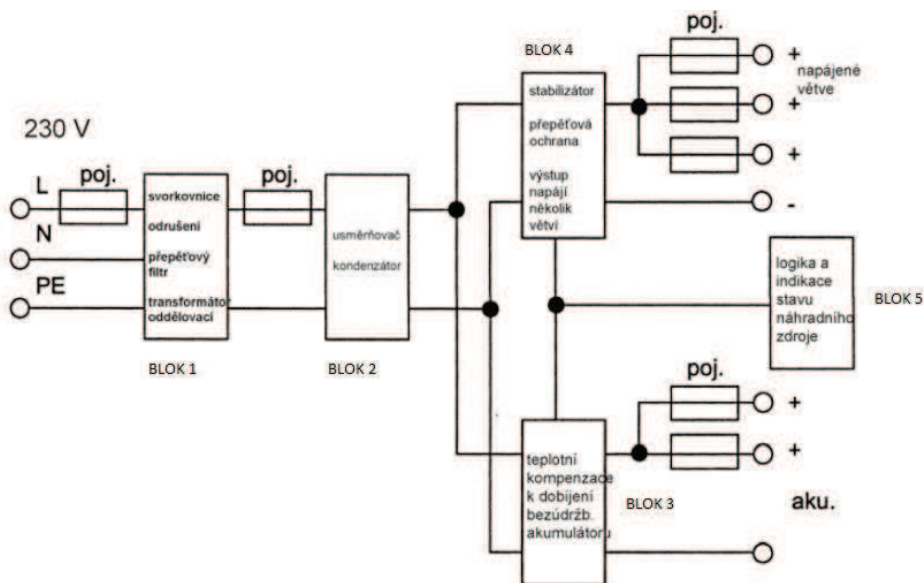 230 V
L
N
PE
poj.
svorkovnice
odrušení
přepěťový
filtr
transformátor
oddělovací
BLOK 1
poj.
usměrňovač
kondenzátor
BLOK 2
BLOK 4
stabilizátor
přepěťová
ochrana
výstup
napájí
několik
větví
poj.
+
napájené
větve
+
+
-
logika a
indikace
stavu
náhradního
zdroje
BLOK 5
teplotní
kompenzace
k dobíjení
bezúdržb.
akumulátoru
BLOK 3
poj.
+
+
aku.